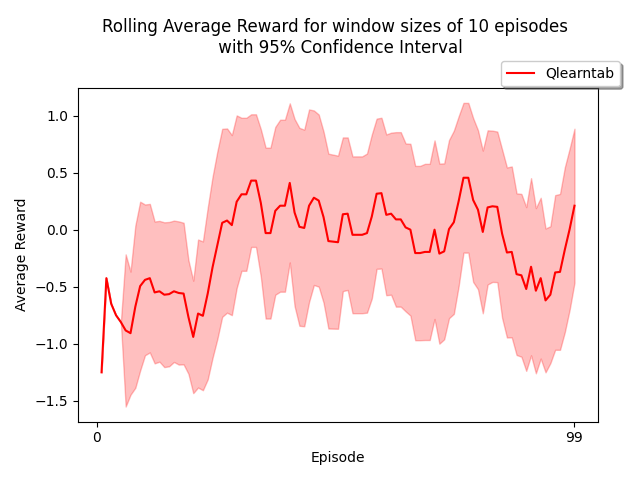 Rolling Average Reward for window sizes of 10 episodes
with 95% Confidence Interval
Qlearntab
1.0
0.5
0.0
−0.5
−1.0
−1.5
Average Reward
0
99
Episode